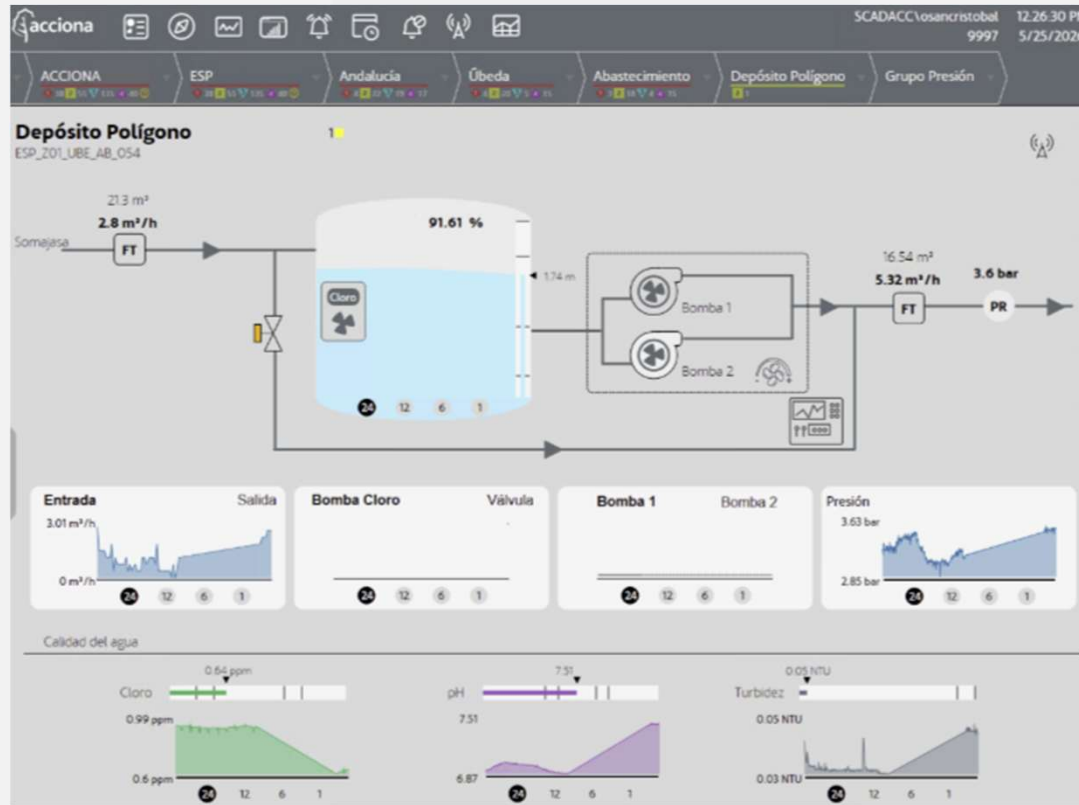 acciona
SCADACC\osancristobal 12:26:30 P
9997 5/25/202
ACCIONA ESP Andalucía Úbeda Abastecimiento Depósito Polígono Grupo Presión
Depósito Polígono 1
ESP_Z01_UBE_AB_054
21.3 m³
2.8 m³/h
Somajasa
FT
91.61 %
1.74 m
Cloro
24 12 6 1
Bomba 1
Bomba 2
16.54 m³
5.32 m³/h
FT
3.6 bar
PR
Entrada Salida
3.01 m³/h
0 m³/h
24 12 6 1
Bomba Cloro Válvula
24 12 6 1
Bomba 1 Bomba 2
24 12 6 1
Presión
3.63 bar
2.85 bar
24 12 6 1
Calidad del agua
0.64 ppm
Cloro
0.99 ppm
0.6 ppm
24 12 6 1
7.51
pH
7.51
6.87
24 12 6 1
0.05 NTU
Turbidez
0.05 NTU
0.03 NTU
24 12 6 1